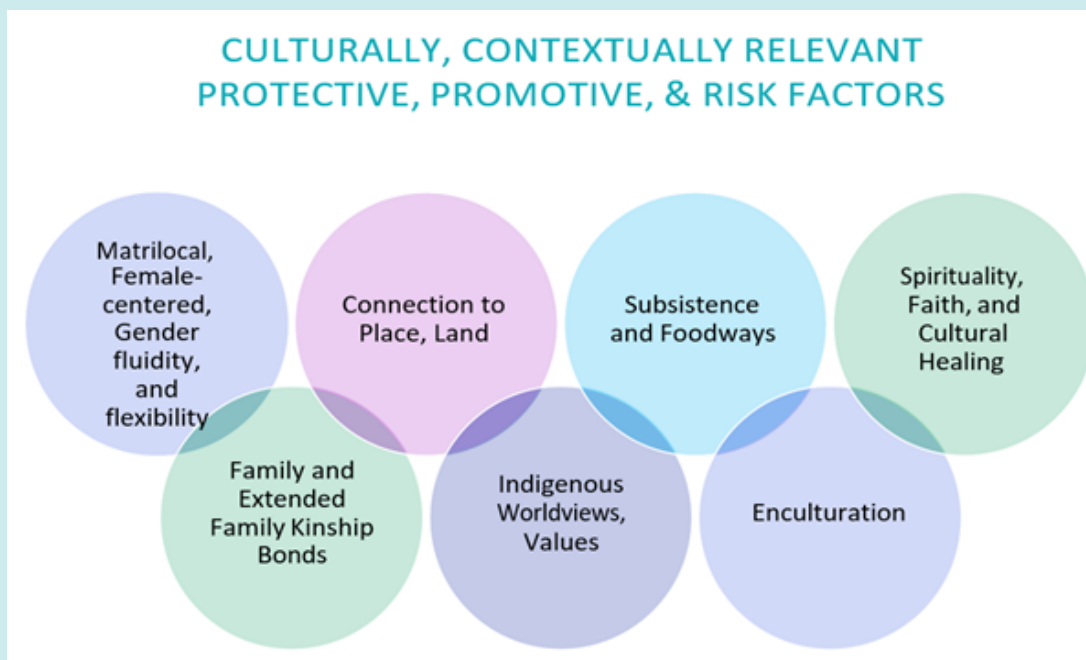 CULTURALLY, CONTEXTUALLY RELEVANT
PROTECTIVE, PROMOTIVE, & RISK FACTORS
Matrilocal,
Female-
centered,
Gender
fluidity,
and
flexibility
Connection to
Place, Land
Subsistence
and Foodways
Spirituality,
Faith, and
Cultural
Healing
Family and
Extended
Family Kinship
Bonds
Indigenous
Worldviews,
Values
Enculturation